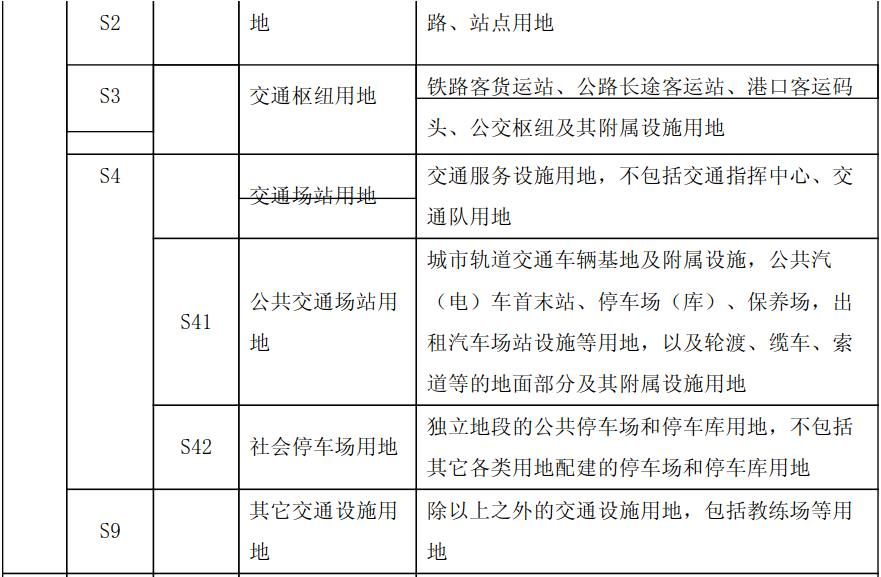 S2 地 路、站点用地
S3 交通枢纽用地 铁路客货运站、公路长途客运站、港口客运码
头、公交枢纽及其附属设施用地
S4 交通场站用地 交通服务设施用地，不包括交通指挥中心、交
通队用地
S41 公共交通场站用
地
城市轨道交通车辆基地及附属设施，公共汽
（电）车首末站、停车场（库）、保养场，出
租汽车场站设施等用地，以及轮渡、缆车、索
道等的地面部分及其附属设施用地
S42 社会停车场用地 独立地段的公共停车场和停车库用地，不包括
其它各类用地配建的停车场和停车库用地
S9 其它交通设施用
地
除以上之外的交通设施用地，包括教练场等用
地